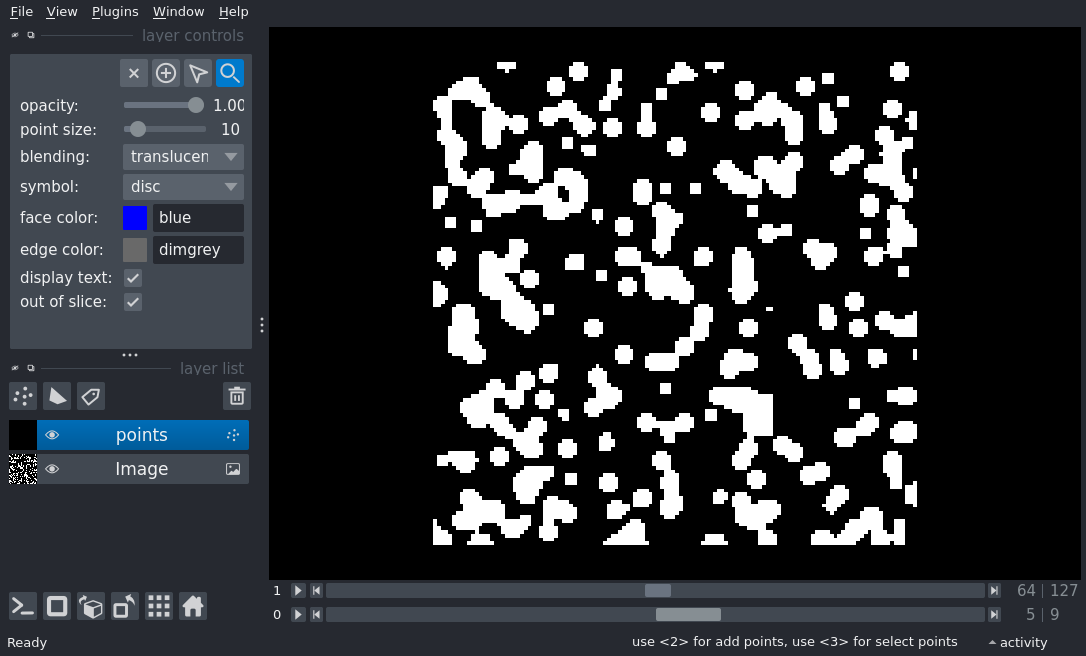 File View Plugins Window Help
layer controls
opacity: 1.00
point size: 10
blending: translucen
symbol: disc
face color: blue
edge color: dimgrey
display text:
out of slice:
layer list
points
Image
1 64 127
0 5 9
Ready use <2> for add points, use <3> for select points activity